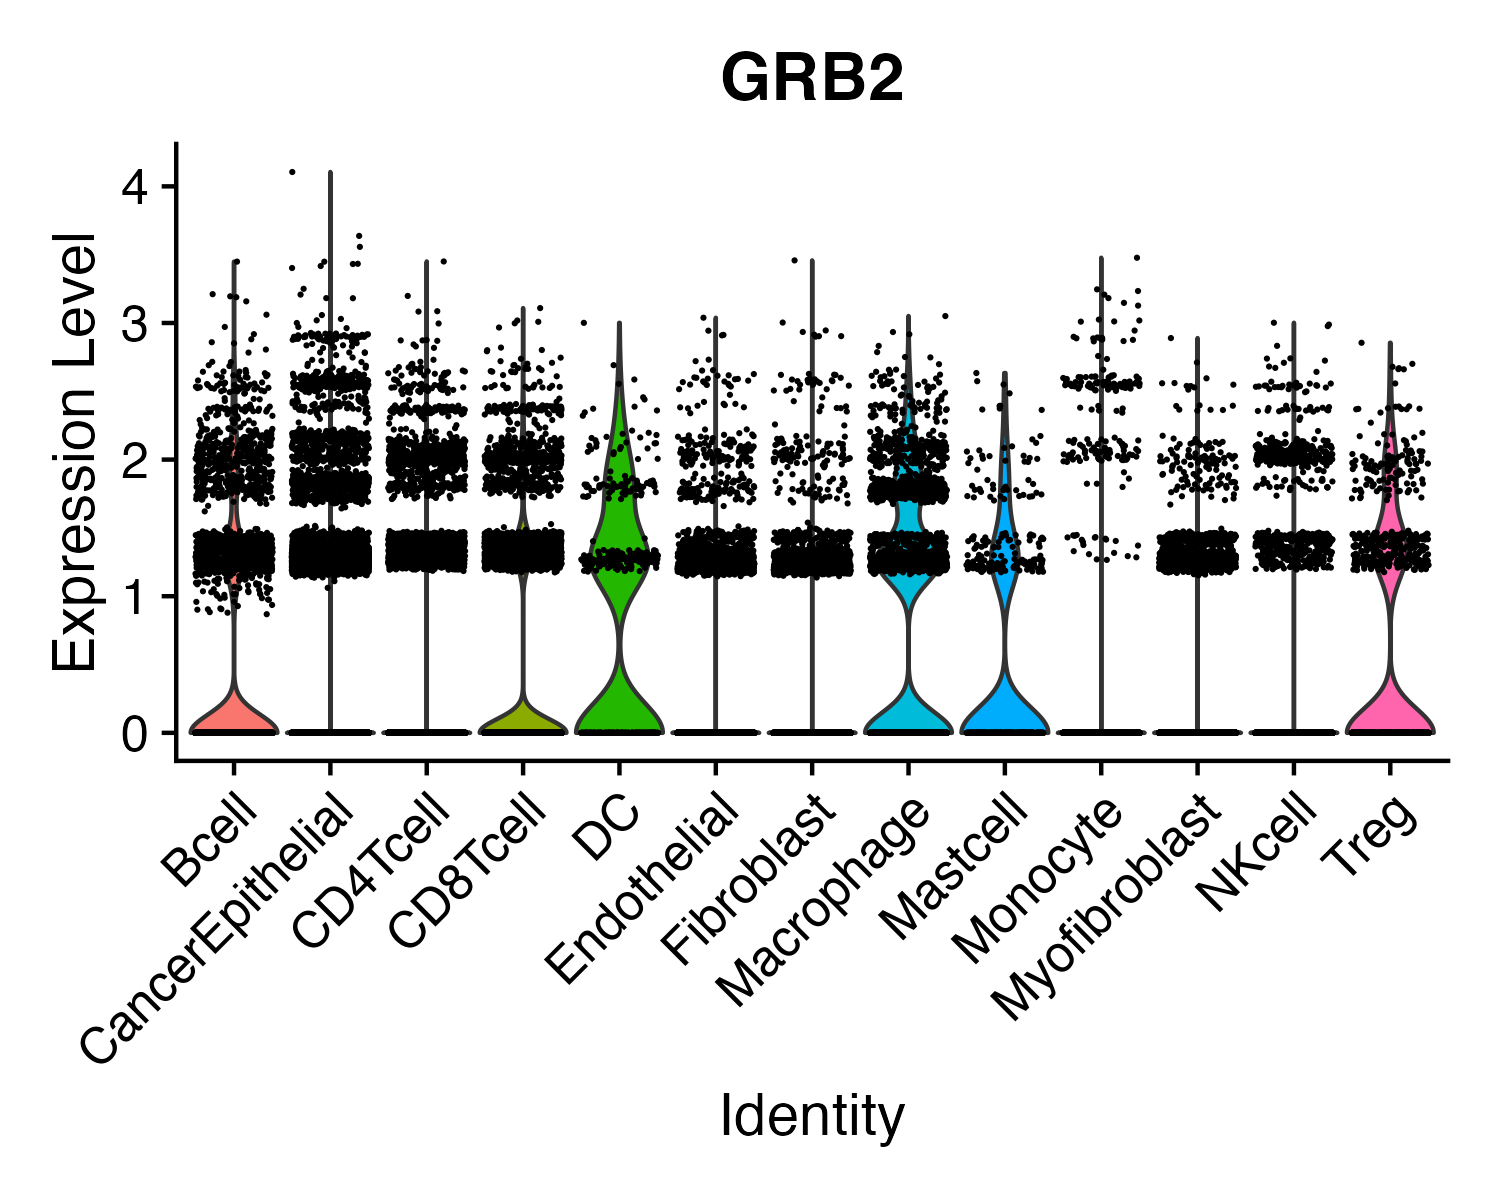 GRB2
Expression Level
4
3
2
1
0
Bcell
CancerEpithelial
CD4Tcell
CD8Tcell
DC
Endothelial
Fibroblast
Macrophage
Mastcell
Monocyte
Myofibroblast
NKcell
Treg
Identity